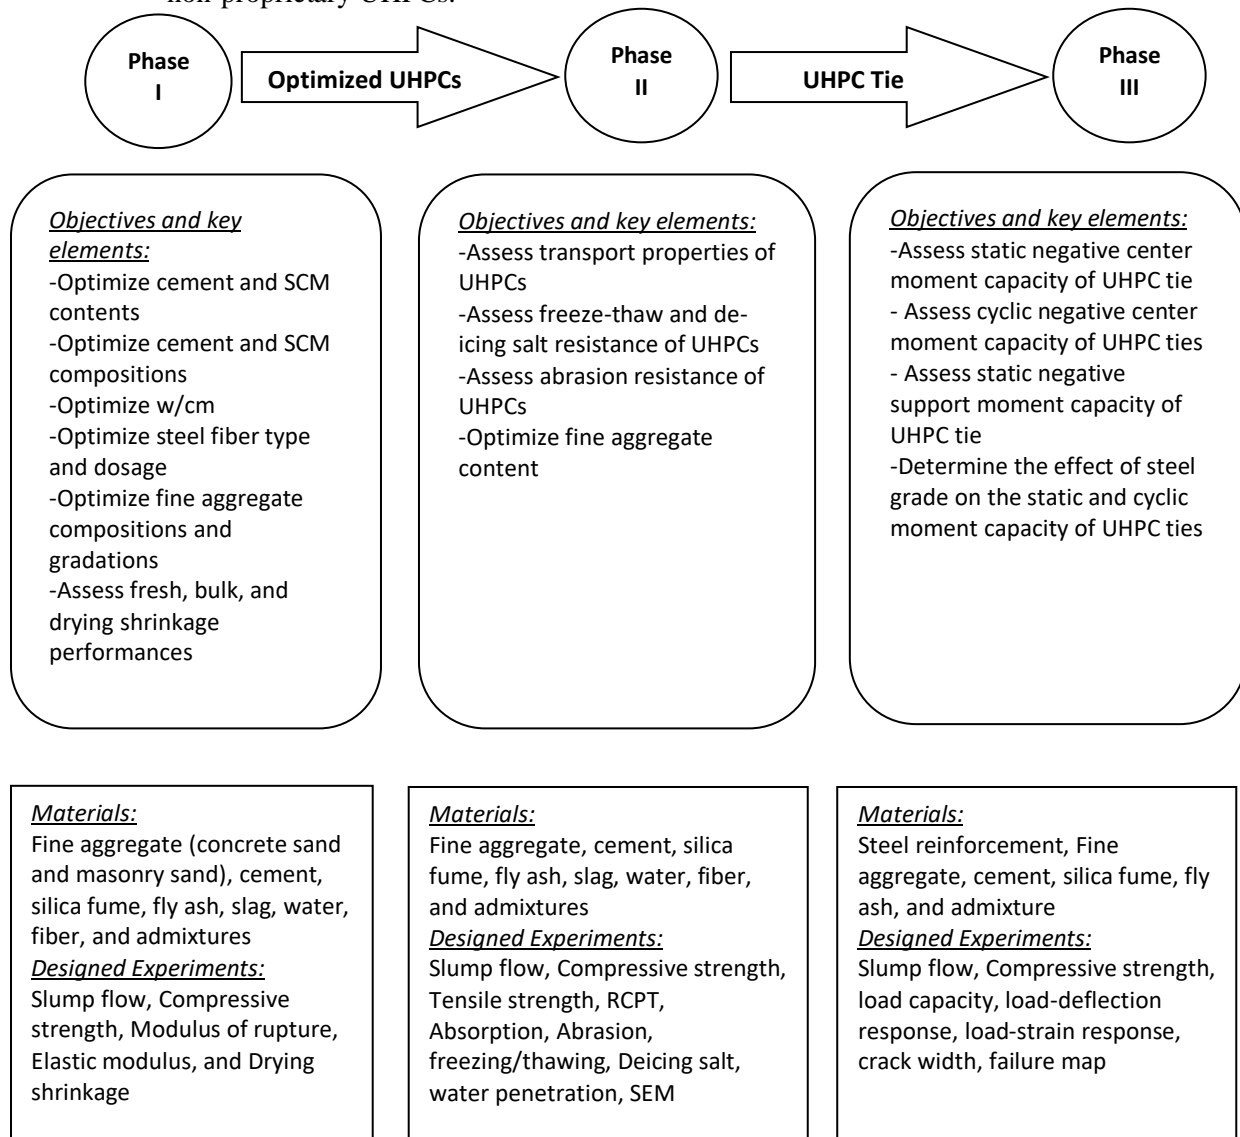 non-proprietary UHPCs.
Phase
I
Optimized UHPCs
Phase
II
UHPC Tie
Phase
III
Objectives and key
elements:
-Optimize cement and SCM
contents
-Optimize cement and SCM
compositions
-Optimize w/cm
-Optimize steel fiber type
and dosage
-Optimize fine aggregate
compositions and
gradations
-Assess fresh, bulk, and
drying shrinkage
performances
Objectives and key elements:
-Assess transport properties of
UHPCs
-Assess freeze-thaw and de-
icing salt resistance of UHPCs
-Assess abrasion resistance of
UHPCs
-Optimize fine aggregate
content
Objectives and key elements:
-Assess static negative center
moment capacity of UHPC tie
- Assess cyclic negative center
moment capacity of UHPC ties
- Assess static negative
support moment capacity of
UHPC tie
-Determine the effect of steel
grade on the static and cyclic
moment capacity of UHPC ties
Materials:
Fine aggregate (concrete sand
and masonry sand), cement,
silica fume, fly ash, slag, water,
fiber, and admixtures
Designed Experiments:
Slump flow, Compressive
strength, Modulus of rupture,
Elastic modulus, and Drying
shrinkage
Materials:
Fine aggregate, cement, silica
fume, fly ash, slag, water, fiber,
and admixtures
Designed Experiments:
Slump flow, Compressive strength,
Tensile strength, RCPT,
Absorption, Abrasion,
freezing/thawing, Deicing salt,
water penetration, SEM
Materials:
Steel reinforcement, Fine
aggregate, cement, silica fume, fly
ash, and admixture
Designed Experiments:
Slump flow, Compressive strength,
load capacity, load-deflection
response, load-strain response,
crack width, failure map